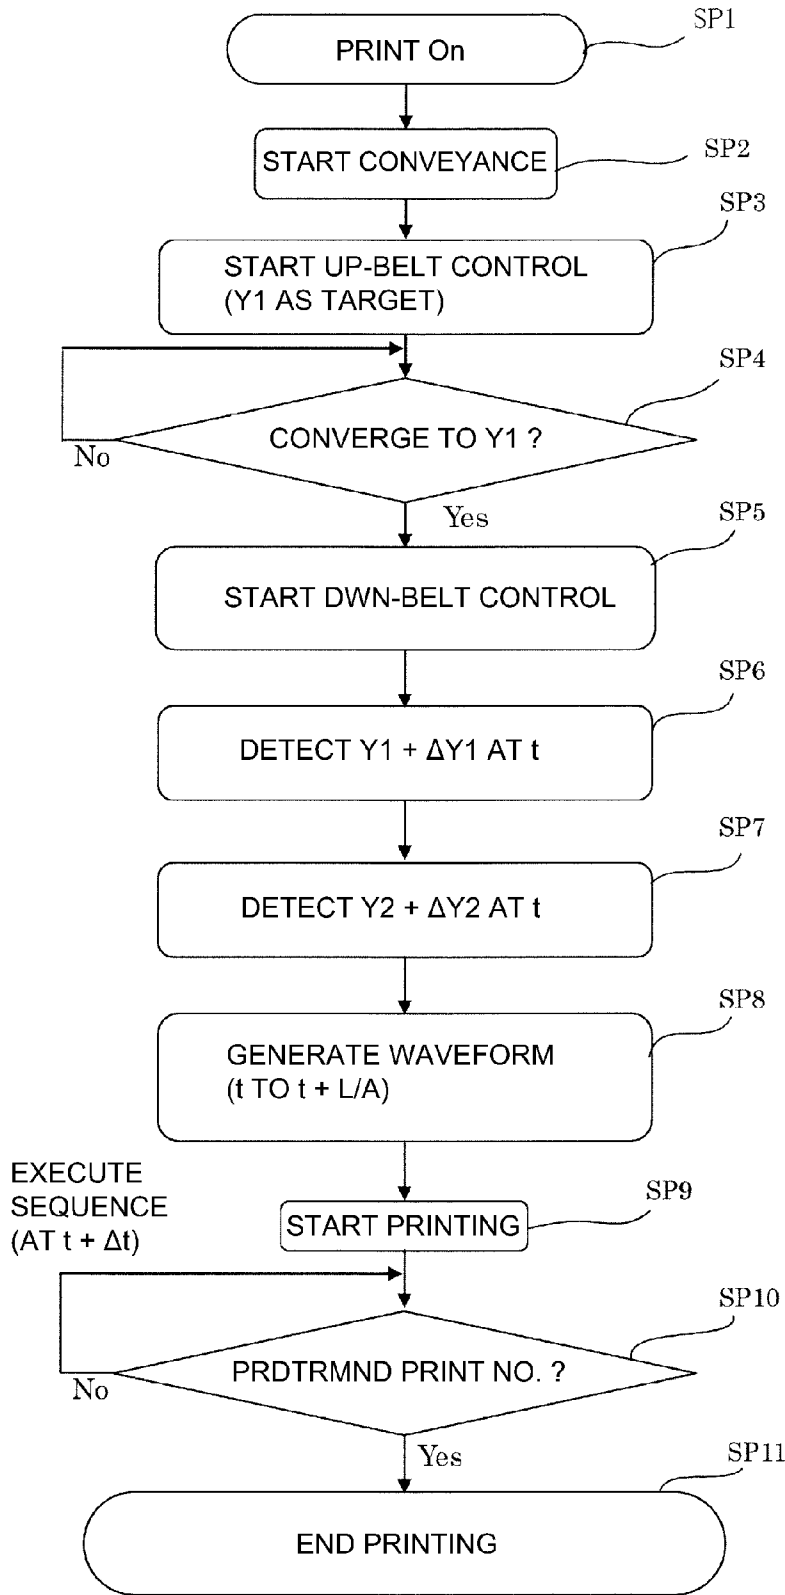 PRINT On
SP1
START CONVEYANCE
SP2
SP3
START UP-BELT CONTROL
(Y1 AS TARGET)
SP4
CONVERGE TO Y1 ?
No
Yes
SP5
START DWN-BELT CONTROL
SP6
DETECT Y1 + ΔY1 AT t
SP7
DETECT Y2 + ΔY2 AT t
SP8
GENERATE WAVEFORM
(t TO t + L/A)
EXECUTE
SEQUENCE
(AT t + Δt)
SP9
START PRINTING
SP10
PRDTRMND PRINT NO. ?
No
Yes
SP11
END PRINTING